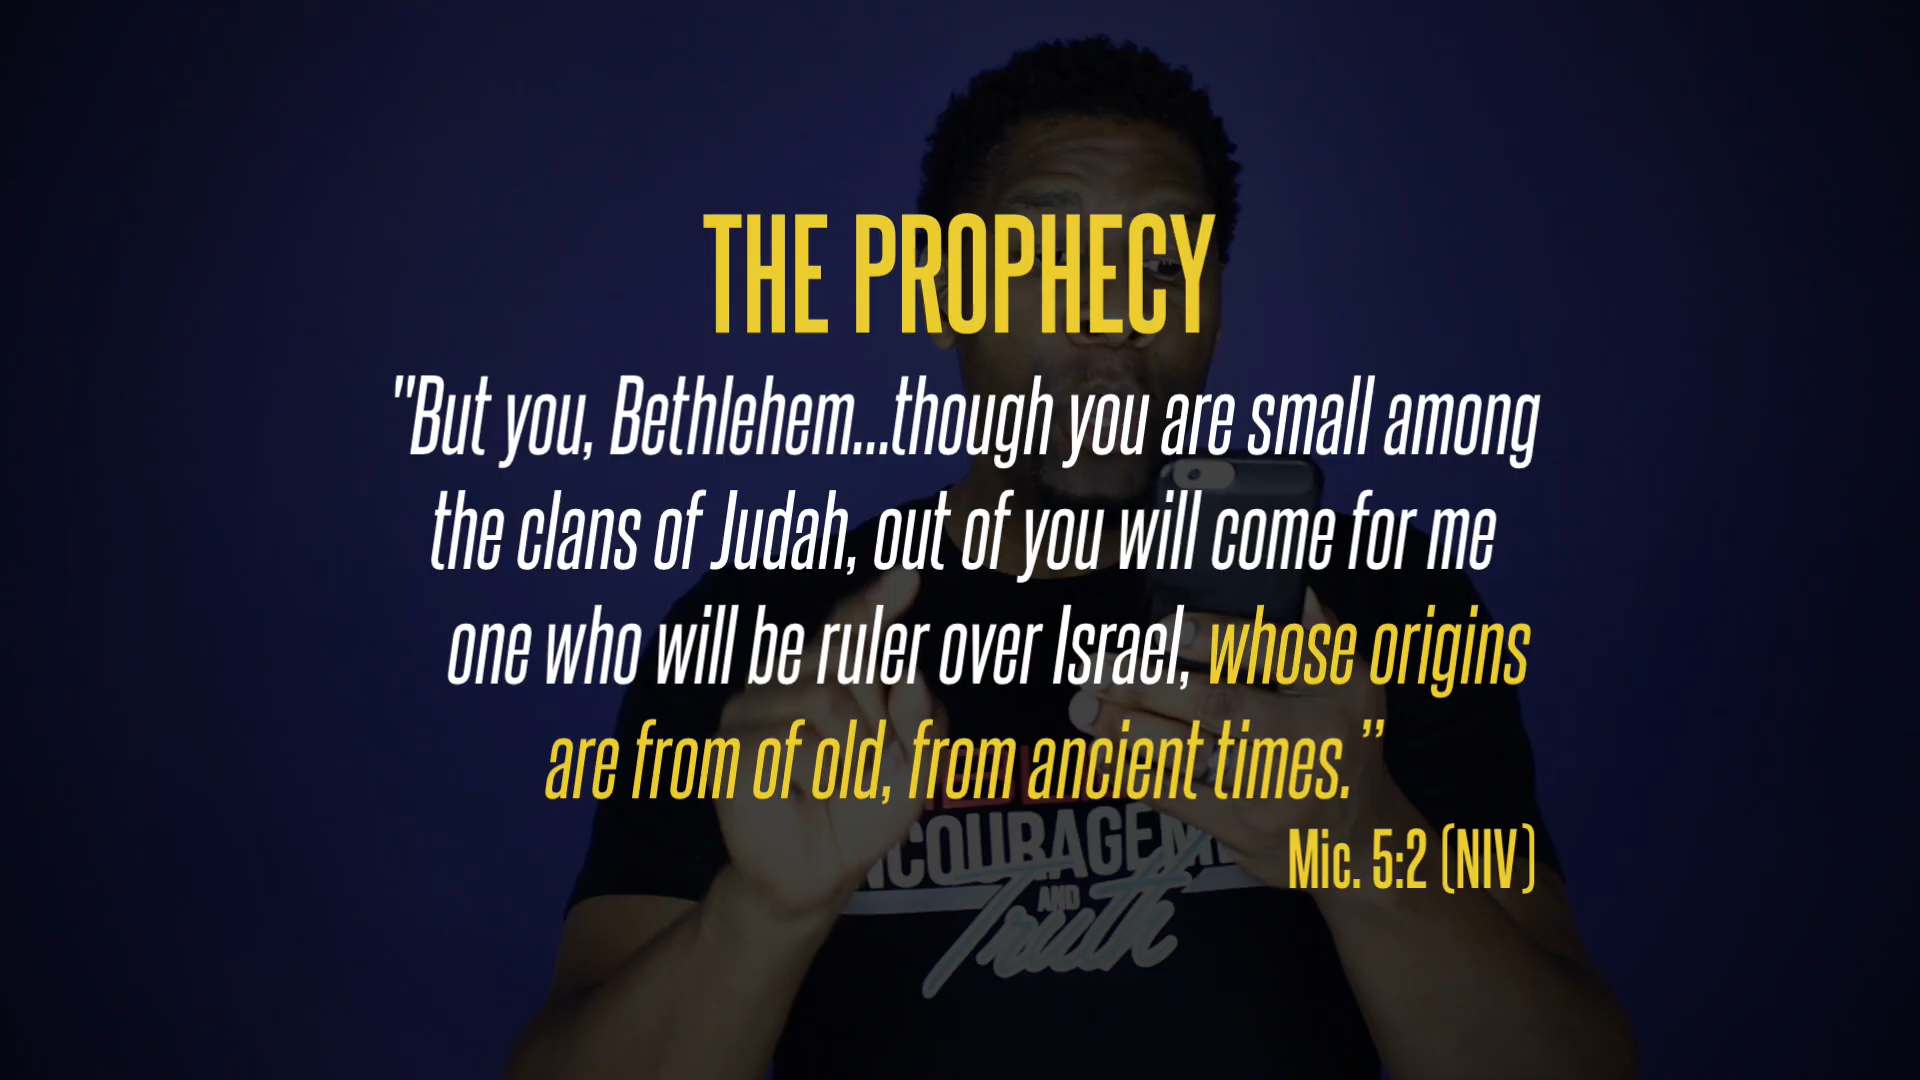 THE PROPHECY
"But you, Bethlehem...though you are small among
the clans of Judah, out of you will come for me
one who will be ruler over Israel, whose origins
are from of old, from ancient times.”
Mic. 5:2 (NIV)
AND
Truth